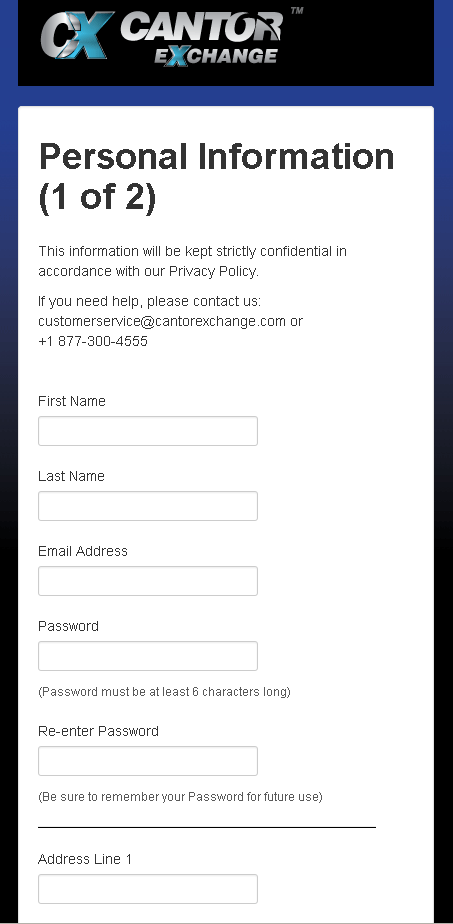 CX CANTOR TM
EXCHANGE
Personal Information
(1 of 2)
This information will be kept strictly confidential in
accordance with our Privacy Policy.
If you need help, please contact us:
customerservice@cantorexchange.com or
+1 877-300-4555
First Name
Last Name
Email Address
Password
(Password must be at least 6 characters long)
Re-enter Password
(Be sure to remember your Password for future use)
Address Line 1